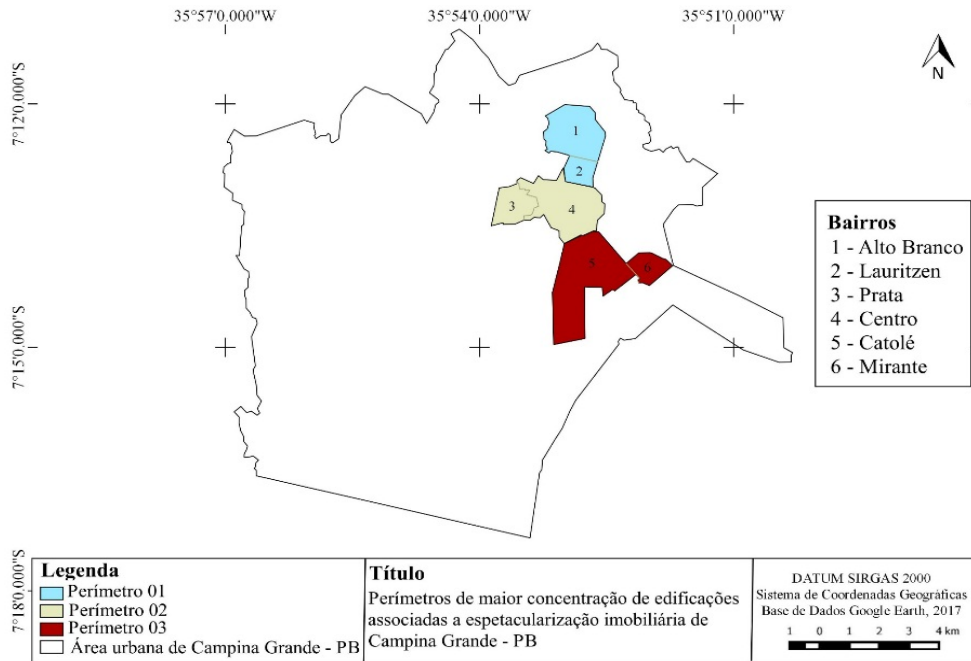 35°57'0.000"W
35°54'0.000"W
35°51'0.000"W
N
7°12'0.000"S
7°15'0.000"S
7°18'0.000"S
1
2
3
4
5
6
Bairros
1 - Alto Branco
2 - Lauritzen
3 - Prata
4 - Centro
5 - Catolé
6 - Mirante
Legenda
Perímetro 01
Perímetro 02
Perímetro 03
Área urbana de Campina Grande - PB
Título
Perímetros de maior concentração de edificações
associadas a espetacularização imobiliária de
Campina Grande - PB
DATUM SIRGAS 2000
Sistema de Coordenadas Geográficas
Base de Dados Google Earth, 2017
1 0 1 2 3 4 km